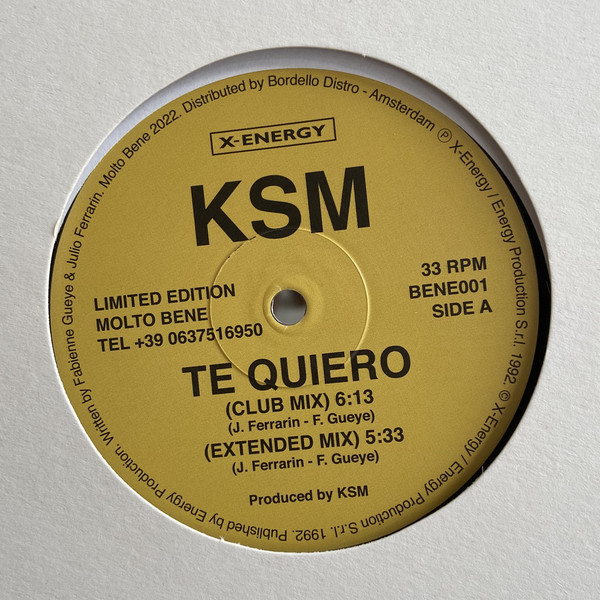 Written by Fabienne Gueye & Julio Ferrarin. Molto Bene 2022. Distributed by Bordello Distro - Amsterdam ℗ X-Energy / Energy Production S.r.l. 1992. © X-Energy / Energy Production S.r.l. 1992. Published by Energy Production.
X-ENERGY
KSM
LIMITED EDITION
MOLTO BENE
TEL +39 0637516950
33 RPM
BENE001
SIDE A
TE QUIERO
(CLUB MIX) 6:13
(J. Ferrarin - F. Gueye)
(EXTENDED MIX) 5:33
(J. Ferrarin - F. Gueye)
Produced by KSM